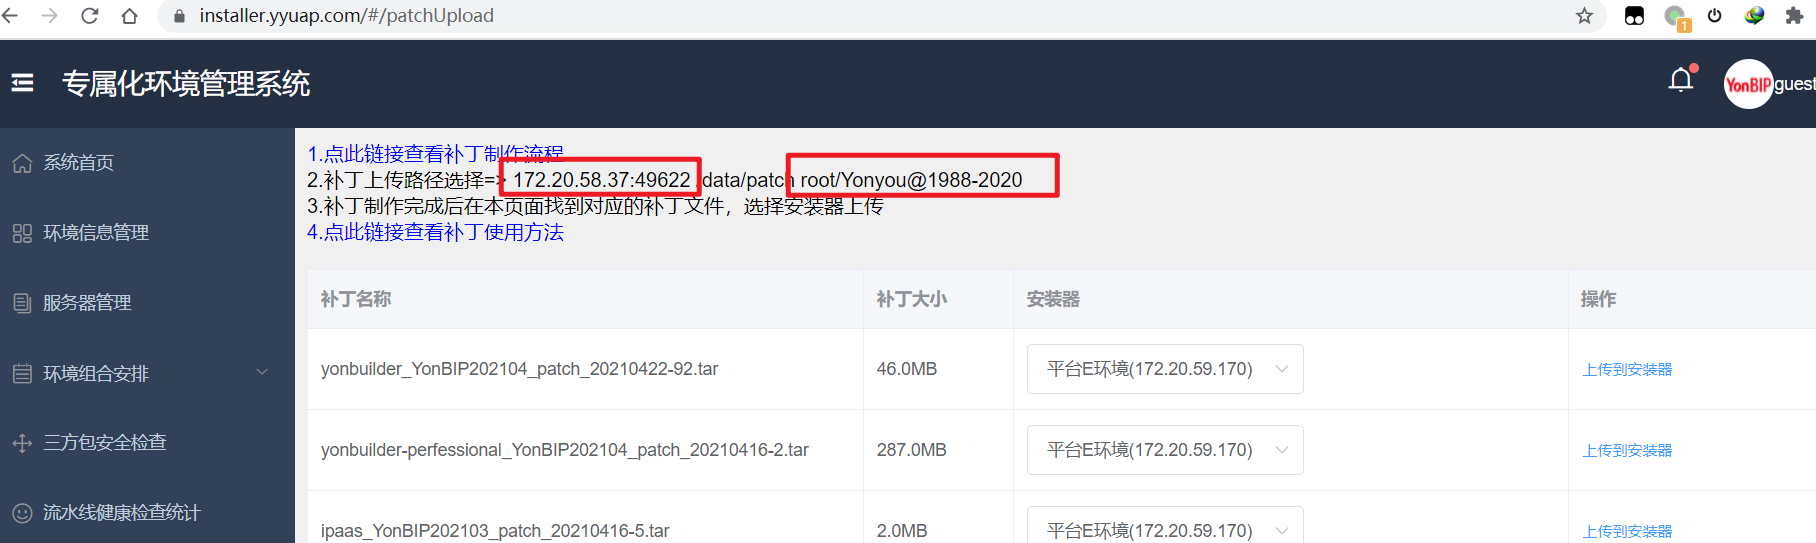 installer.yyuap.com/#/patchUpload
1
专属化环境管理系统
YonBIP guest
系统首页
环境信息管理
服务器管理
环境组合安排
三方包安全检查
流水线健康检查统计
1.点此链接查看补丁制作流程
2.补丁上传路径选择=> 172.20.58.37:49622 /data/patch root/Yonyou@1988-2020
3.补丁制作完成后在本页面找到对应的补丁文件，选择安装器上传
4.点此链接查看补丁使用方法
补丁名称 补丁大小 安装器 操作
yonbuilder_YonBIP202104_patch_20210422-92.tar 46.0MB 平台E环境(172.20.59.170) 上传到安装器
yonbuilder-perfessional_YonBIP202104_patch_20210416-2.tar 287.0MB 平台E环境(172.20.59.170) 上传到安装器
ipaas_YonBIP202103_patch_20210416-5.tar 2.0MB 平台E环境(172.20.59.170) 上传到安装器